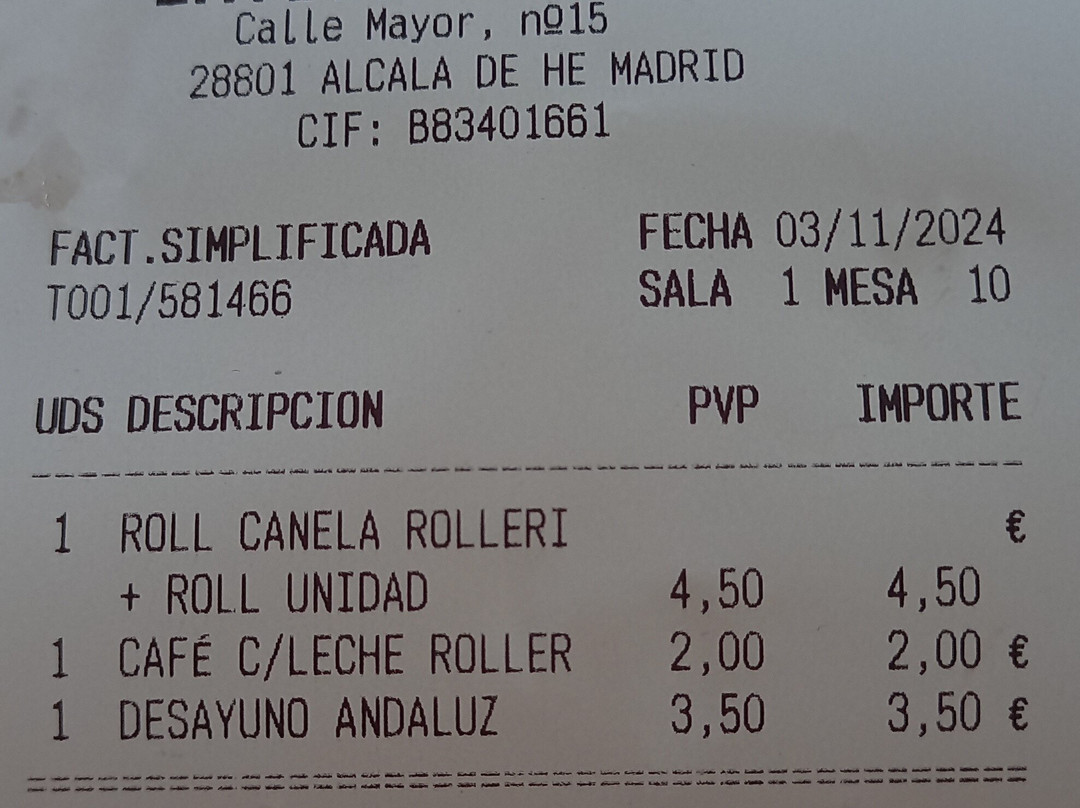 Calle Mayor, nº15
28801 ALCALA DE HE MADRID
CIF: B83401661
FACT.SIMPLIFICADA FECHA 03/11/2024
T001/581466 SALA 1 MESA 10
UDS DESCRIPCION PVP IMPORTE
1 ROLL CANELA ROLLERI €
+ ROLL UNIDAD 4,50 4,50
1 CAFÉ C/LECHE ROLLER 2,00 2,00 €
1 DESAYUNO ANDALUZ 3,50 3,50 €